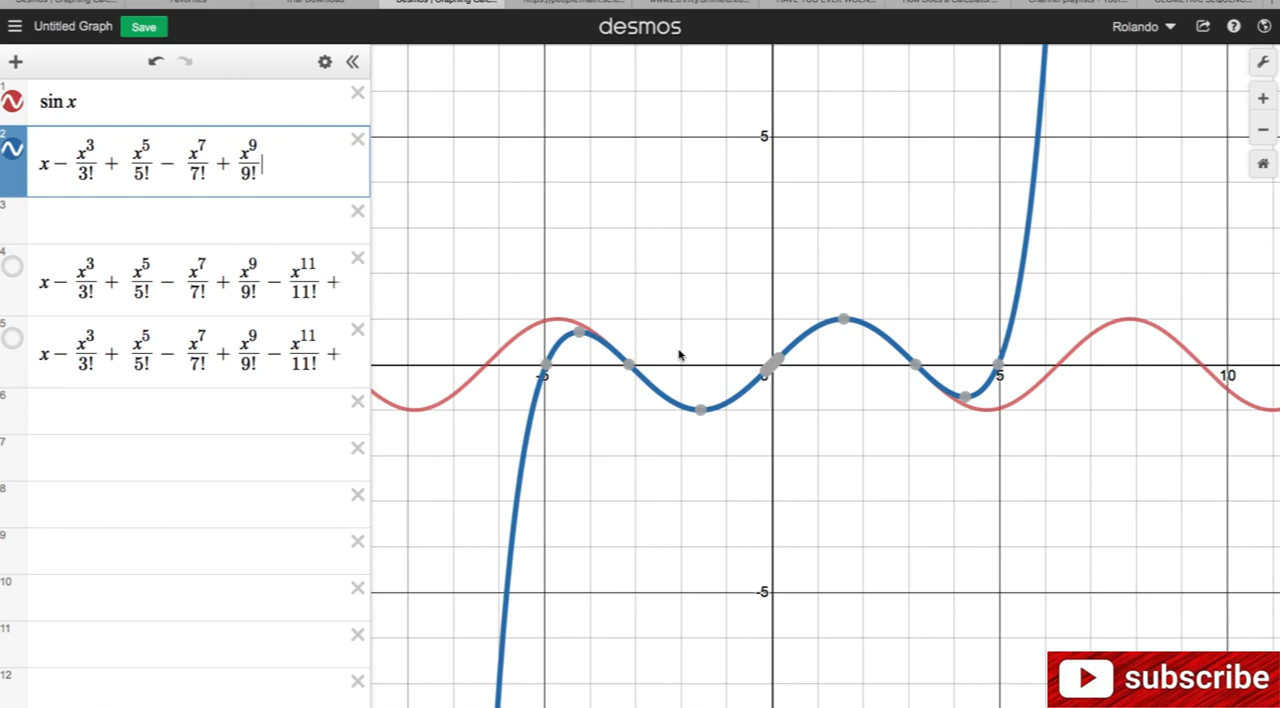 Untitled Graph Save desmos Rolando
1 sin x
2 x − x³/3! + x⁵/5! − x⁷/7! + x⁹/9!
3
4 x − x³/3! + x⁵/5! − x⁷/7! + x⁹/9! − x¹¹/11! +
5 x − x³/3! + x⁵/5! − x⁷/7! + x⁹/9! − x¹¹/11! +
6
7
8
9
10
11
12
5
-5 0 5 10
-5
subscribe